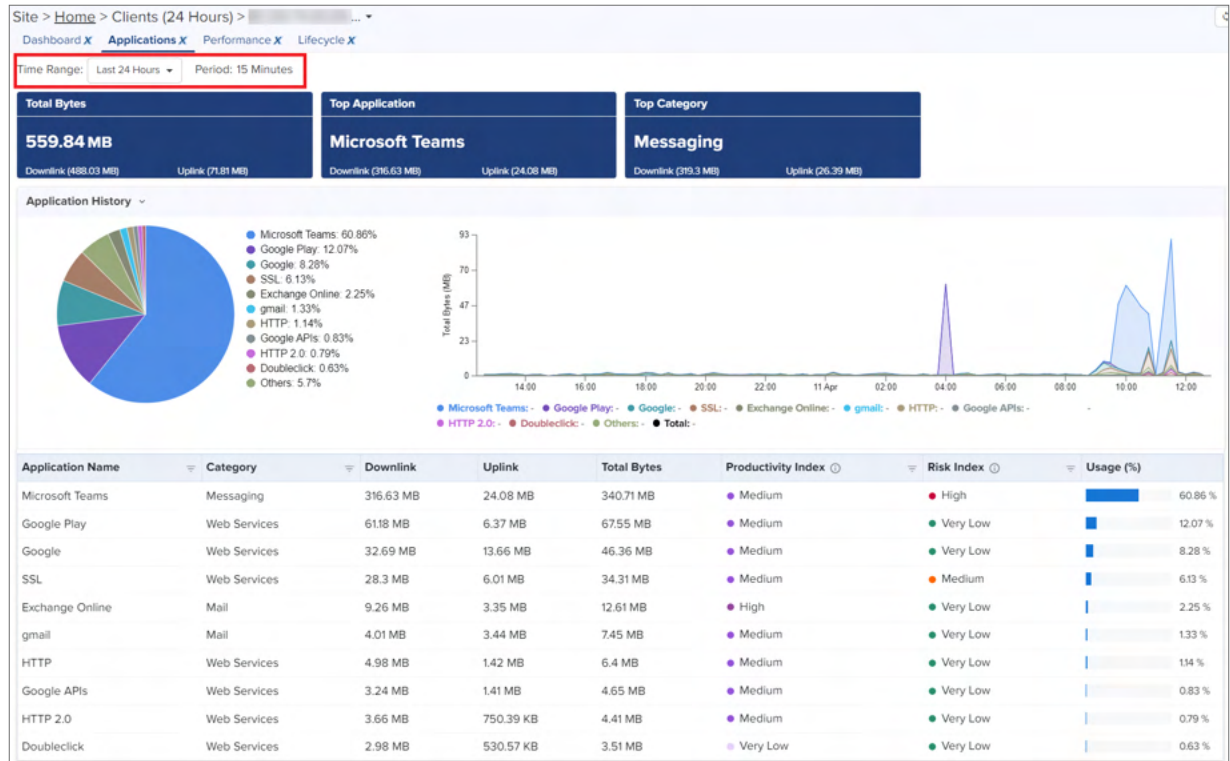 Site > Home > Clients (24 Hours) > ...
Dashboard X Applications X Performance X Lifecycle X
Time Range: Last 24 Hours Period: 15 Minutes
Total Bytes Top Application Top Category
559.84 MB Microsoft Teams Messaging
Downlink (488.03 MB) Uplink (71.81 MB) Downlink (316.63 MB) Uplink (24.08 MB) Downlink (319.3 MB) Uplink (26.39 MB)
Application History
Microsoft Teams: 60.86%
Google Play: 12.07%
Google: 8.28%
SSL: 6.13%
Exchange Online: 2.25%
gmail: 1.33%
HTTP: 1.14%
Google APIs: 0.83%
HTTP 2.0: 0.79%
Doubleclick: 0.63%
Others: 5.7%
Total Bytes (MB)
93
70
47
23
0
14:00 16:00 18:00 20:00 22:00 11 Apr 02:00 04:00 06:00 08:00 10:00 12:00
Microsoft Teams: - Google Play: - Google: - SSL: - Exchange Online: - gmail: - HTTP: - Google APIs: - -
HTTP 2.0: - Doubleclick: - Others: - Total: -
Application Name Category Downlink Uplink Total Bytes Productivity Index Risk Index Usage (%)
Microsoft Teams Messaging 316.63 MB 24.08 MB 340.71 MB Medium High 60.86 %
Google Play Web Services 61.18 MB 6.37 MB 67.55 MB Medium Very Low 12.07 %
Google Web Services 32.69 MB 13.66 MB 46.36 MB Medium Very Low 8.28 %
SSL Web Services 28.3 MB 6.01 MB 34.31 MB Medium Medium 6.13 %
Exchange Online Mail 9.26 MB 3.35 MB 12.61 MB High Very Low 2.25 %
gmail Mail 4.01 MB 3.44 MB 7.45 MB Medium Very Low 1.33 %
HTTP Web Services 4.98 MB 1.42 MB 6.4 MB Medium Very Low 1.14 %
Google APIs Web Services 3.24 MB 1.41 MB 4.65 MB Medium Very Low 0.83 %
HTTP 2.0 Web Services 3.66 MB 750.39 KB 4.41 MB Medium Very Low 0.79 %
Doubleclick Web Services 2.98 MB 530.57 KB 3.51 MB Very Low Very Low 0.63 %